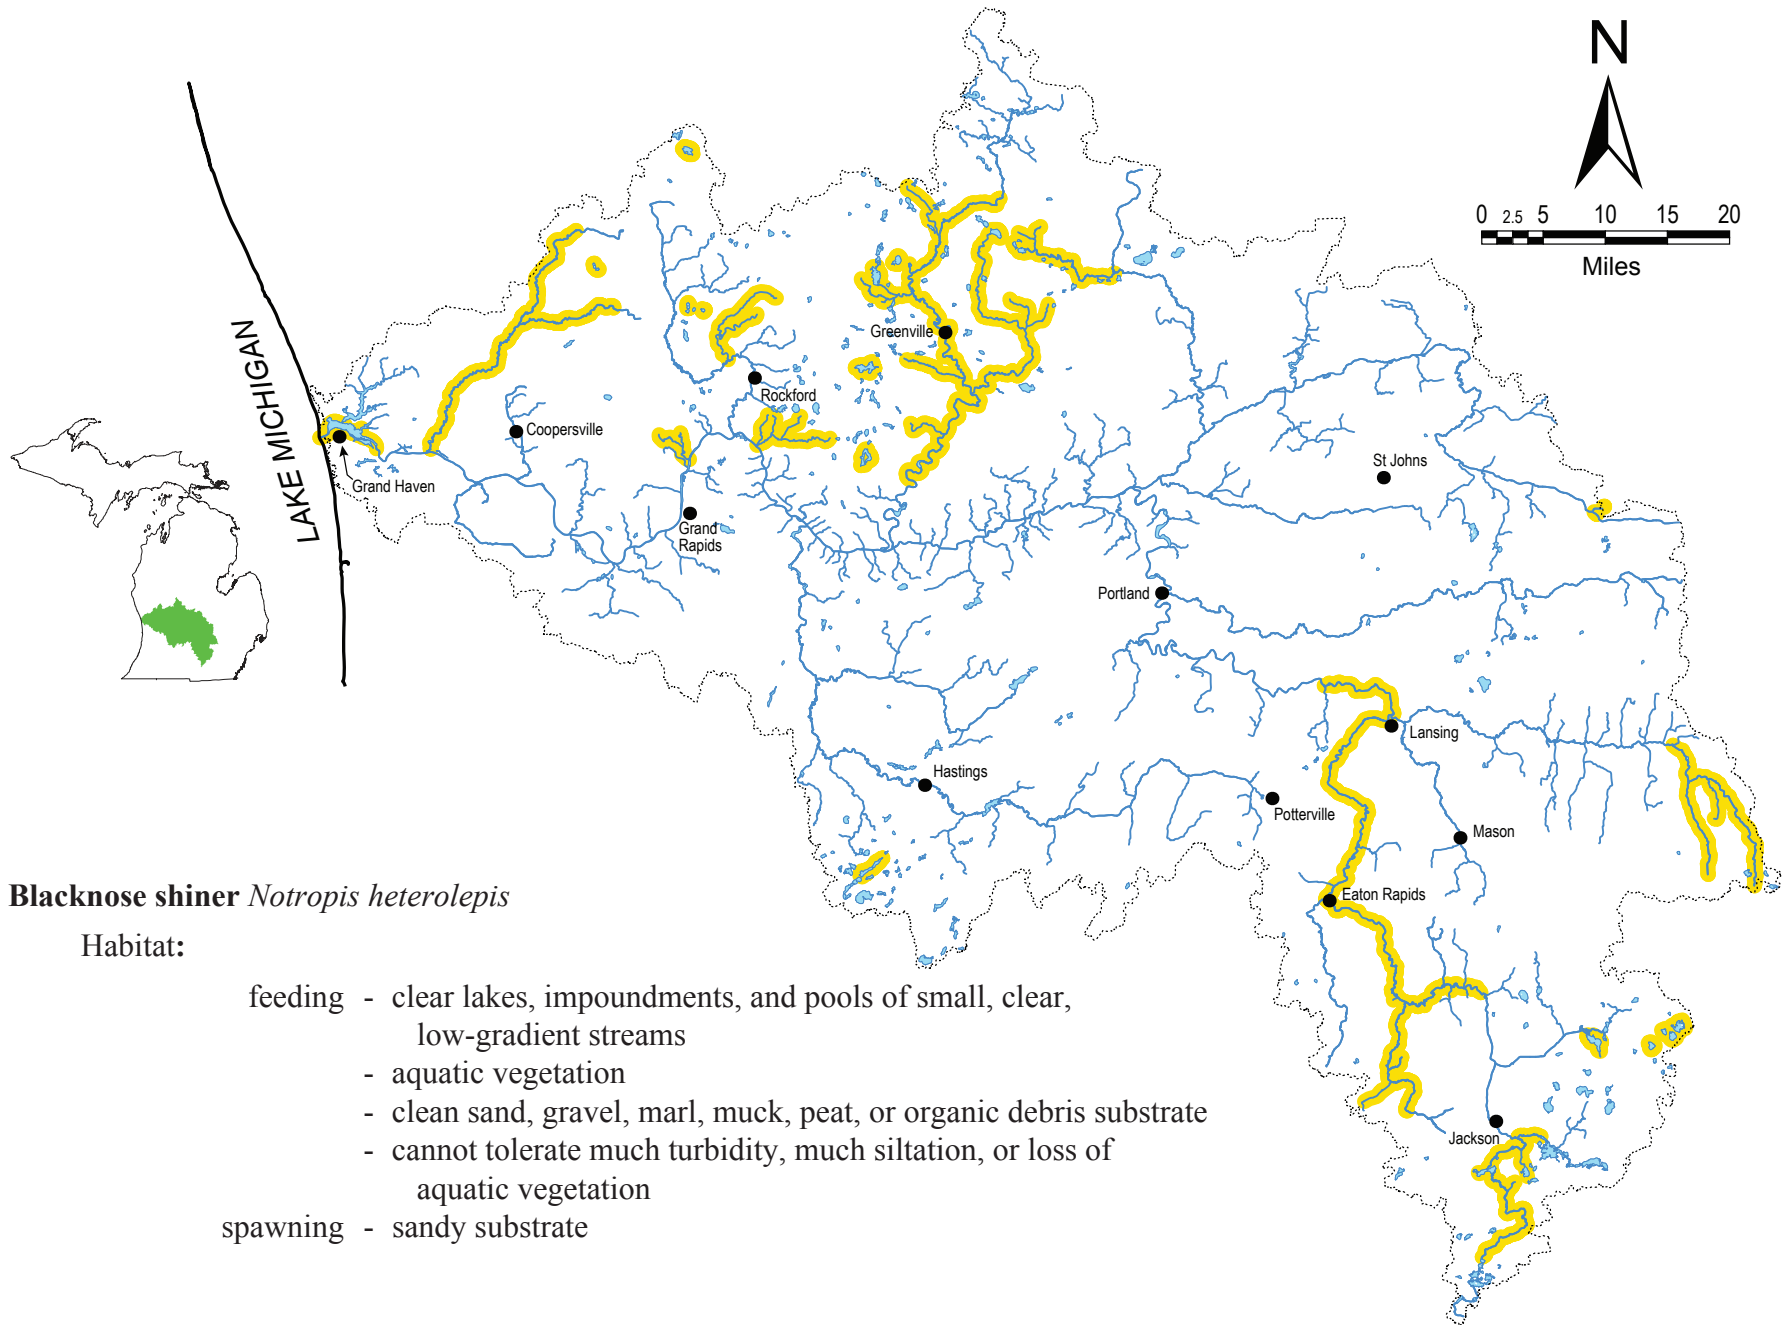 N
0 2.5 5 10 15 20
Miles
LAKE MICHIGAN
Greenville
Rockford
Coopersville
Grand Haven
St Johns
Grand
Rapids
Portland
Lansing
Hastings
Potterville
Mason
Eaton Rapids
Jackson
Blacknose shiner Notropis heterolepis
Habitat:
feeding - clear lakes, impoundments, and pools of small, clear,
low-gradient streams
- aquatic vegetation
- clean sand, gravel, marl, muck, peat, or organic debris substrate
- cannot tolerate much turbidity, much siltation, or loss of
aquatic vegetation
spawning - sandy substrate